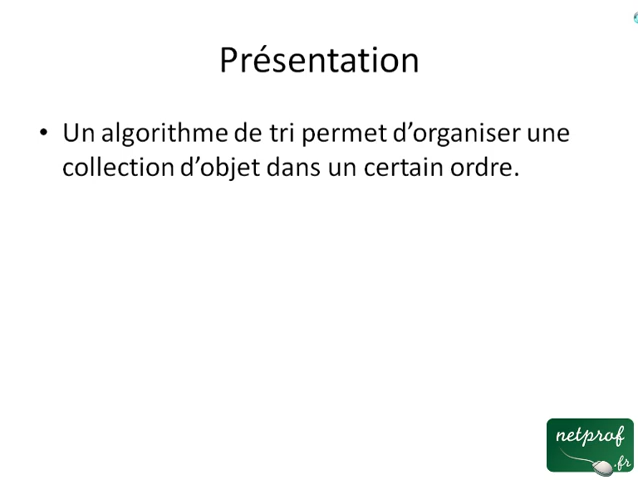 Présentation
• Un algorithme de tri permet d’organiser une
collection d’objet dans un certain ordre.
netprof
.fr